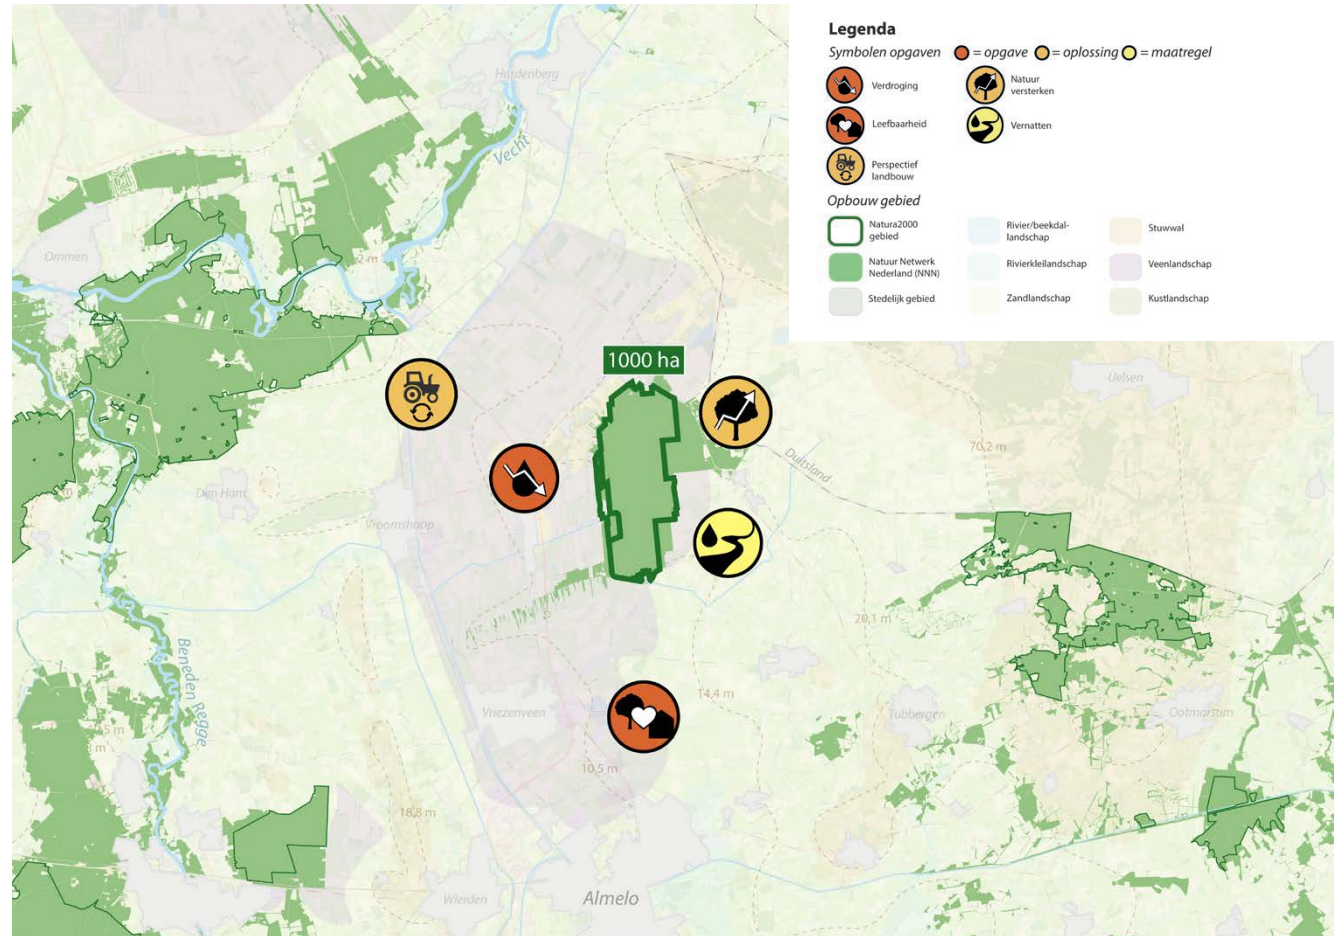 Legenda
Symbolen opgaven
= opgave
= oplossing
= maatregel
Verdroging
Natuur
versterken
Leefbaarheid
Vernatten
Perspectief
landbouw
Opbouw gebied
Natura2000
gebied
Rivier/beekdal-
landschap
Stuwwal
Natuur Netwerk
Nederland (NNN)
Rivierkleilandschap
Veenlandschap
Stedelijk gebied
Zandlandschap
Kustlandschap
Hardenberg
Vecht
Ommen
1000 ha
Uelsen
70,2 m
Duitsland
Den Ham
Vroomshoop
20,1 m
Beneden Regge
14,4 m
Vriezenveen
Tubbergen
Ootmarsum
10,5 m
18,8 m
Wierden
Almelo